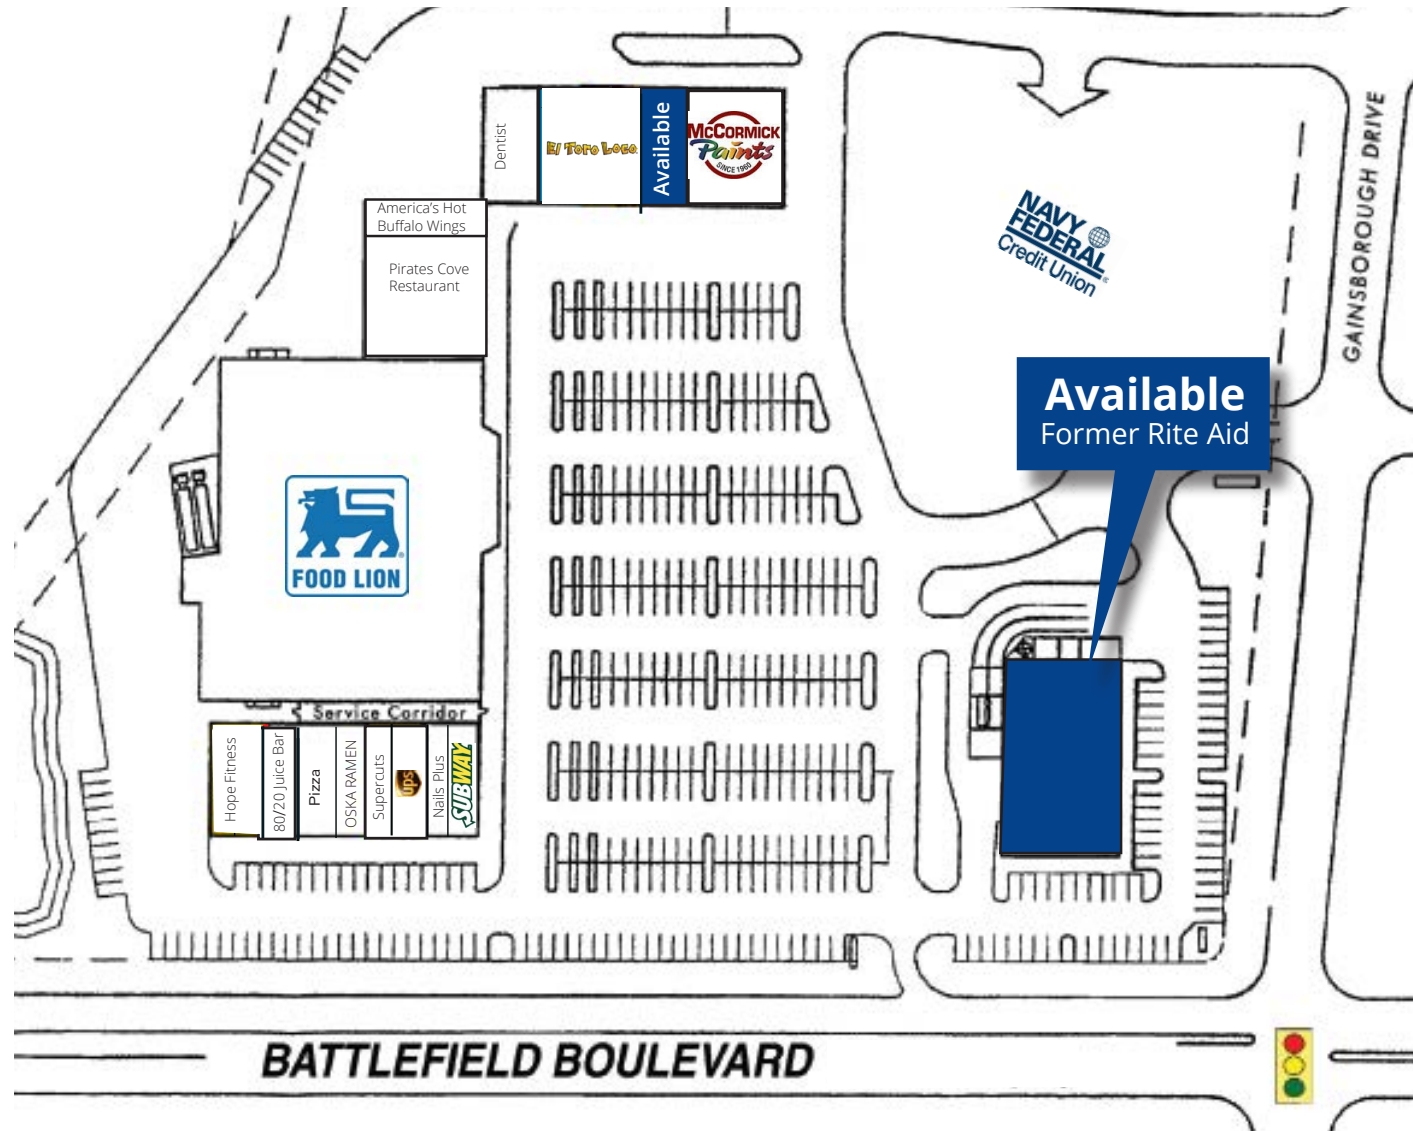 Dentist
El Toro Loco
Available
McCORMICK
Paints
SINCE 1960
America's Hot
Buffalo Wings
Pirates Cove
Restaurant
NAVY
FEDERAL
Credit Union
GAINSBOROUGH DRIVE
Available
Former Rite Aid
FOOD LION
Service Corridor
Hope Fitness
80/20 Juice Bar
Pizza
OSKA RAMEN
Supercuts
ups
Nails Plus
SUBWAY
BATTLEFIELD BOULEVARD